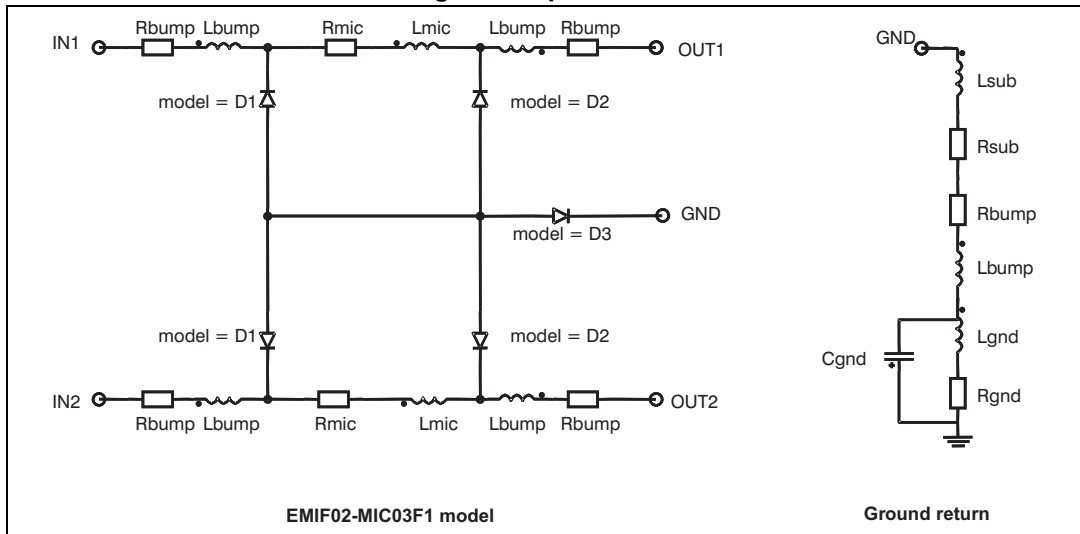 IN1
Rbump Lbump
Rmic
Lmic
Lbump Rbump
OUT1
model = D1
model = D2
GND
model = D3
model = D1
model = D2
IN2
Rbump Lbump
Rmic
Lmic
Lbump Rbump
OUT2
EMIF02-MIC03F1 model
GND
Lsub
Rsub
Rbump
Lbump
Lgnd
Cgnd
Rgnd
Ground return